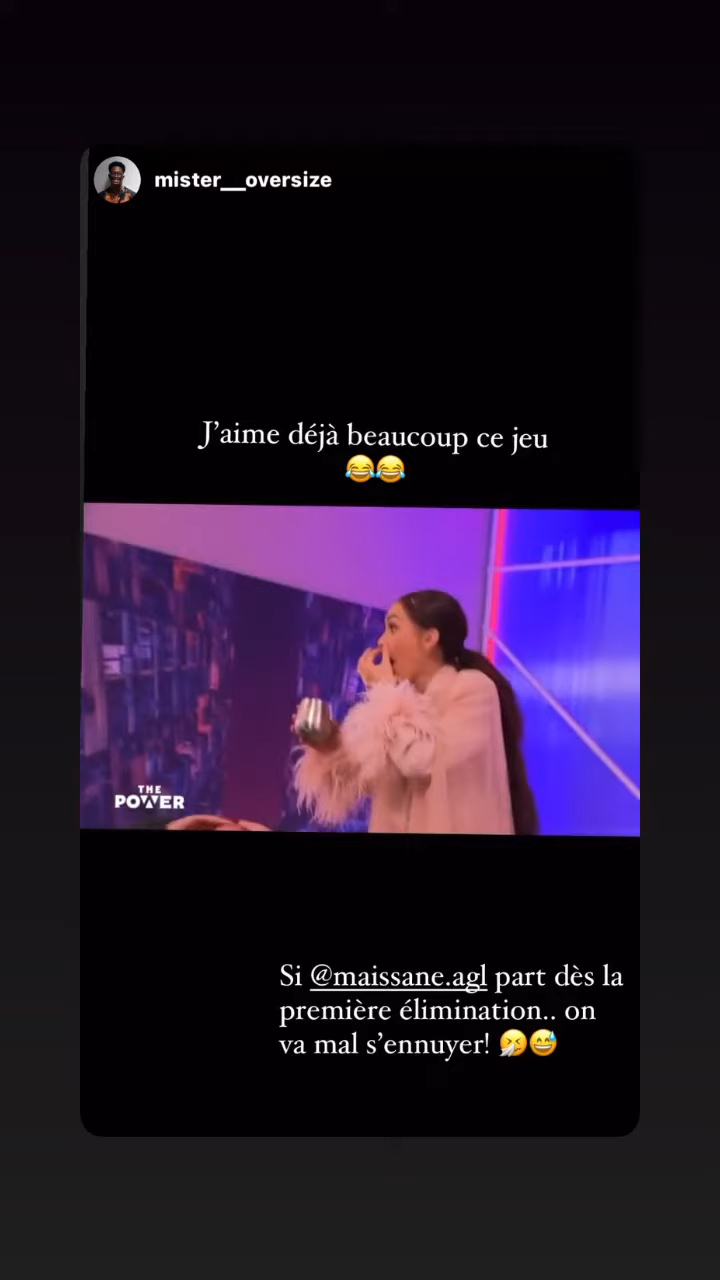 mister__oversize
J'aime déjà beaucoup ce jeu
😂😂
THE
POWER
Si @maissane.agl part dès la
première élimination.. on
va mal s'ennuyer! 🤧😅